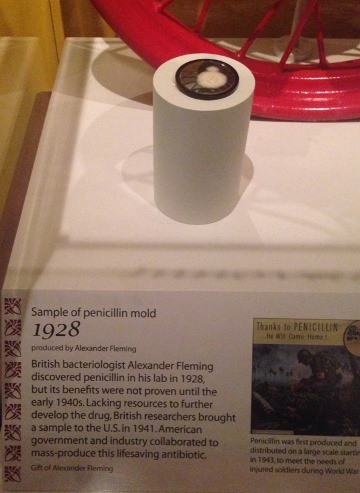 Sample of penicillin mold
1928
produced by Alexander Fleming
British bacteriologist Alexander Fleming
discovered penicillin in his lab in 1928,
but its benefits were not proven until the
early 1940s. Lacking resources to further
develop the drug, British researchers brought
a sample to the U.S. in 1941. American
government and industry collaborated to
mass-produce this lifesaving antibiotic.
Gift of Alexander Fleming
Thanks to PENICILLIN
...He Will Come Home!
Penicillin was first produced and
distributed on a large scale starting
in 1943, to meet the needs of
injured soldiers during World War